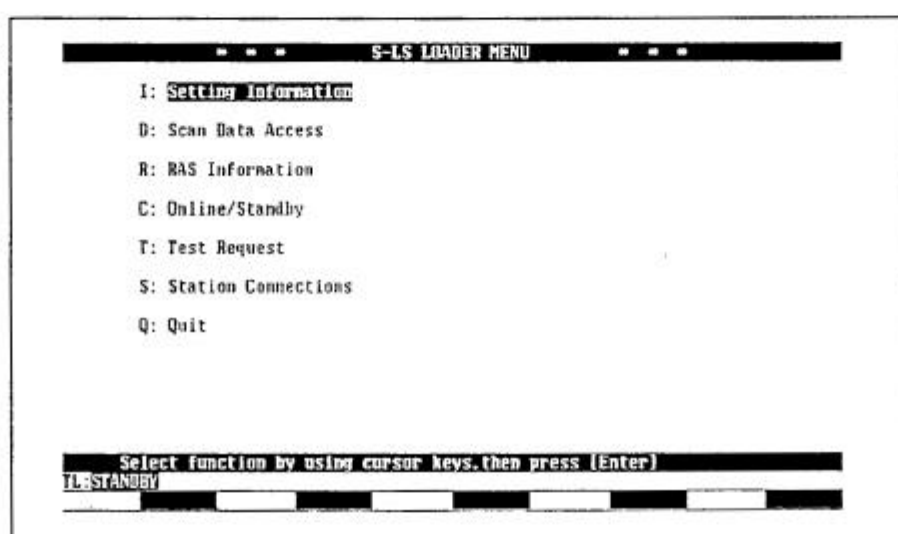 = = = S-LS LOADER MENU = = =
I: Setting Information
D: Scan Data Access
R: RAS Information
C: Online/Standby
T: Test Request
S: Station Connections
Q: Quit
Select function by using cursor keys,then press [Enter]
TL:STANDBY